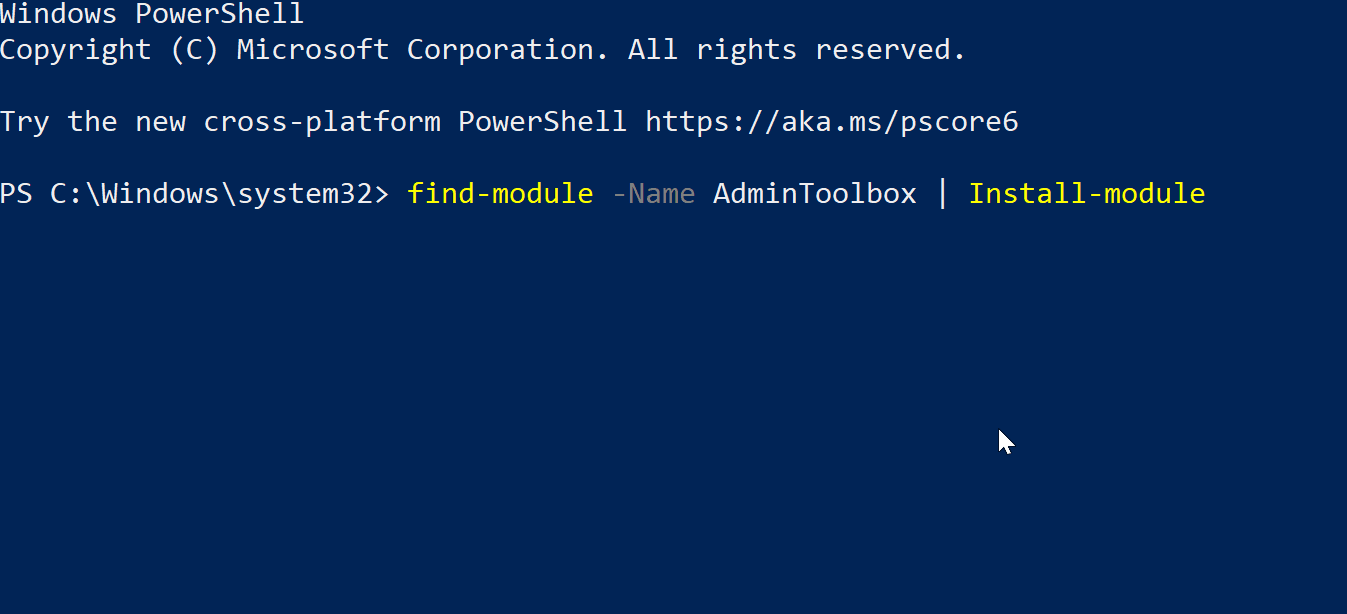 Windows PowerShell
Copyright (C) Microsoft Corporation. All rights reserved.
Try the new cross-platform PowerShell https://aka.ms/pscore6
PS C:\Windows\system32> find-module -Name AdminToolbox | Install-module